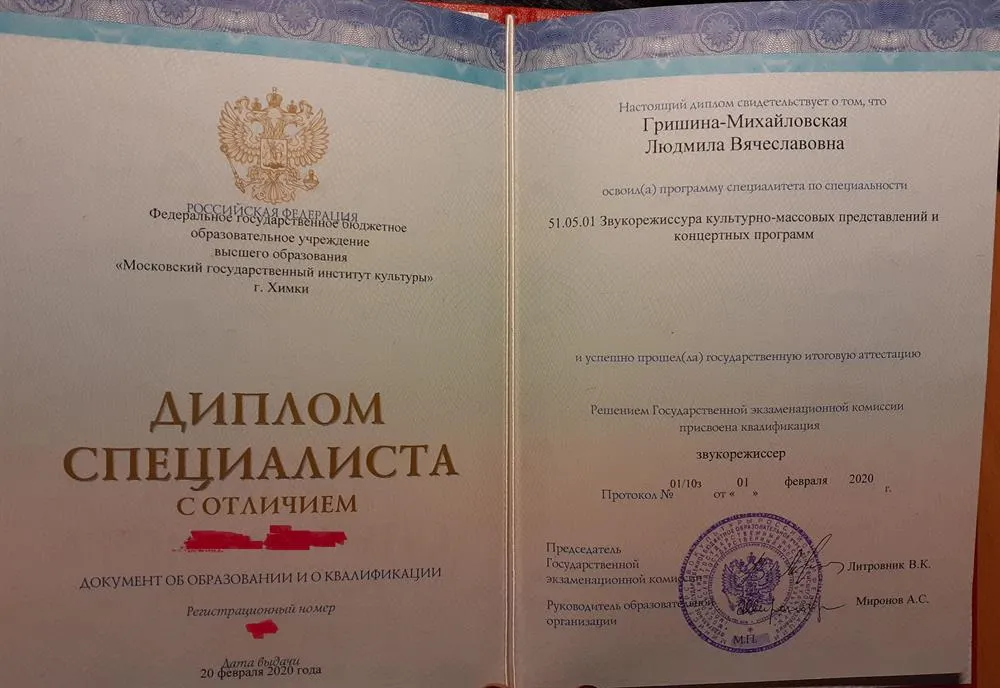 РОССИЙСКАЯ ФЕДЕРАЦИЯ
Федеральное государственное бюджетное
образовательное учреждение
высшего образования
«Московский государственный институт культуры»
г. Химки
ДИПЛОМ
СПЕЦИАЛИСТА
С ОТЛИЧИЕМ
ДОКУМЕНТ ОБ ОБРАЗОВАНИИ И О КВАЛИФИКАЦИИ
Регистрационный номер
Дата выдачи
20 февраля 2020 года
Настоящий диплом свидетельствует о том, что
Гришина-Михайловская
Людмила Вячеславовна
освоил(а) программу специалитета по специальности
51.05.01 Звукорежиссура культурно-массовых представлений и
концертных программ
и успешно прошел(ла) государственную итоговую аттестацию
Решением Государственной экзаменационной комиссии
присвоена квалификация
звукорежиссер
Протокол № 01/10з от « 01 » февраля 2020 г.
Председатель
Государственной
экзаменационной комиссии
Литровник В.К.
Руководитель образовательной
организации
Миронов А.С.
М.П.